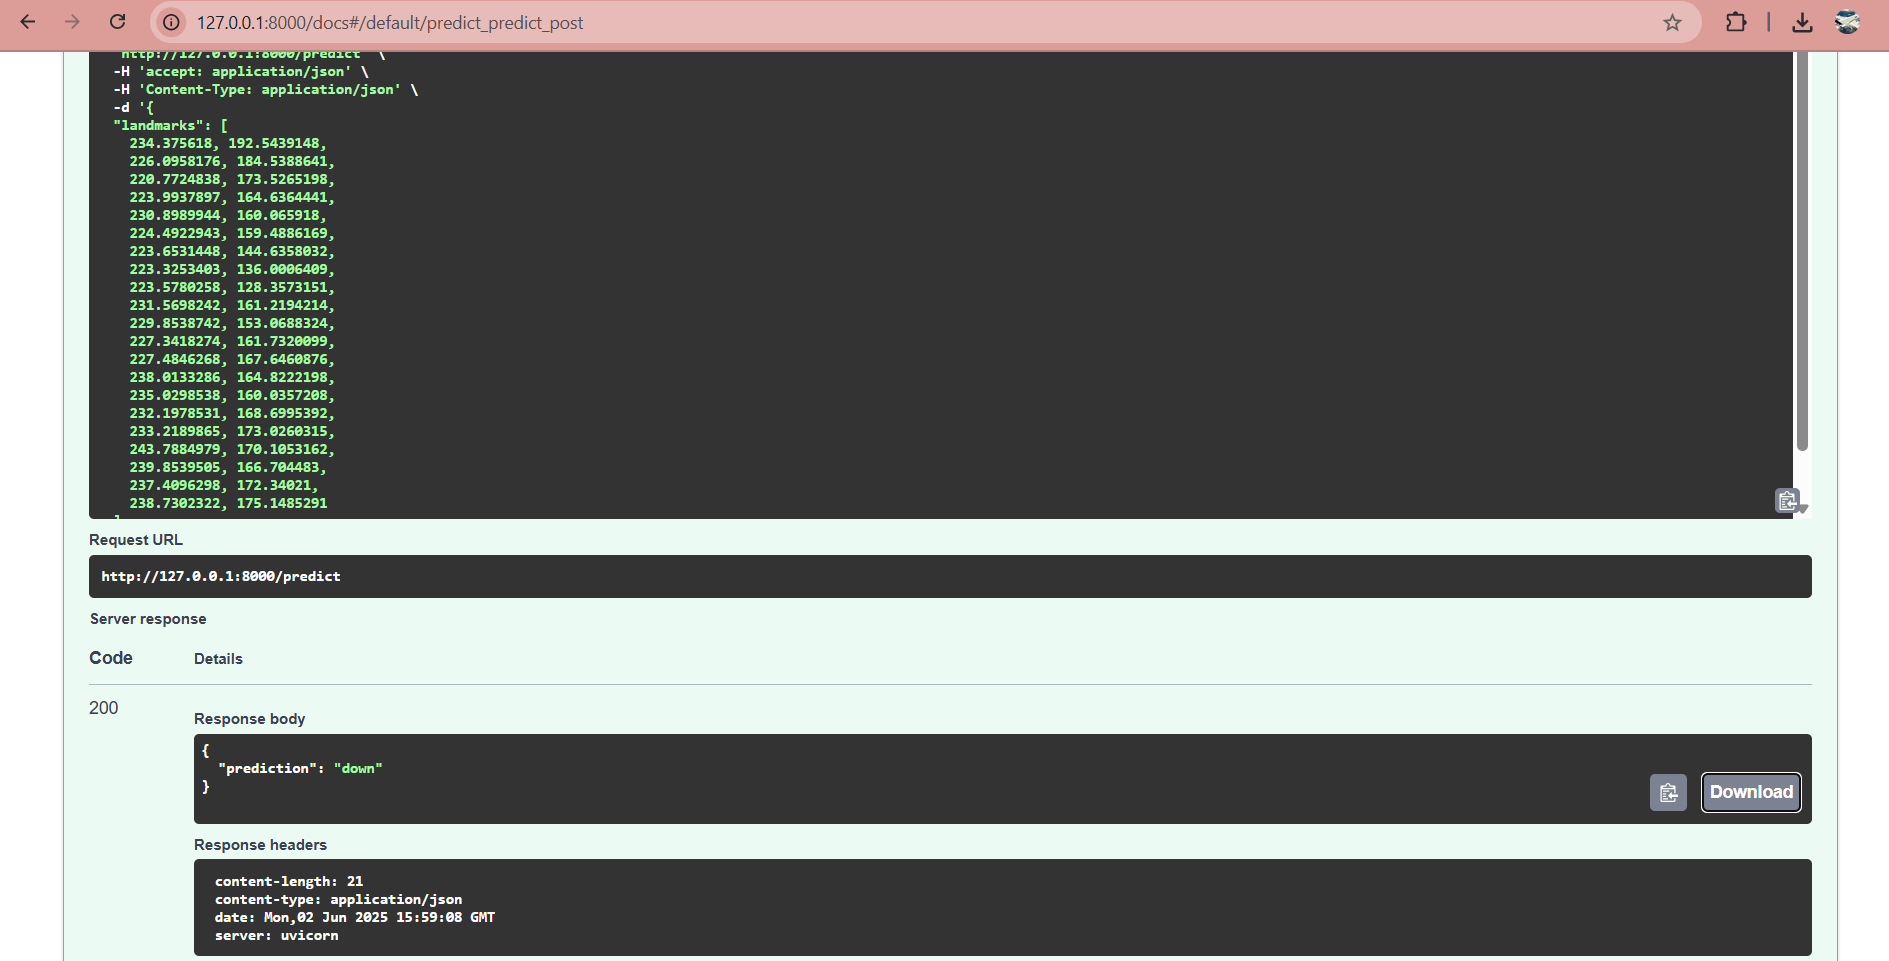 127.0.0.1:8000/docs#/default/predict_predict_post
'http://127.0.0.1:8000/predict' \
-H 'accept: application/json' \
-H 'Content-Type: application/json' \
-d '{
"landmarks": [
234.375618, 192.5439148,
226.0958176, 184.5388641,
220.7724838, 173.5265198,
223.9937897, 164.6364441,
230.8989944, 160.065918,
224.4922943, 159.4886169,
223.6531448, 144.6358032,
223.3253403, 136.0006409,
223.5780258, 128.3573151,
231.5698242, 161.2194214,
229.8538742, 153.0688324,
227.3418274, 161.7320099,
227.4846268, 167.6460876,
238.0133286, 164.8222198,
235.0298538, 160.0357208,
232.1978531, 168.6995392,
233.2189865, 173.0260315,
243.7884979, 170.1053162,
239.8539505, 166.704483,
237.4096298, 172.34021,
238.7302322, 175.1485291
Request URL
http://127.0.0.1:8000/predict
Server response
Code Details
200
Response body
{
"prediction": "down"
}
Download
Response headers
content-length: 21
content-type: application/json
date: Mon,02 Jun 2025 15:59:08 GMT
server: uvicorn